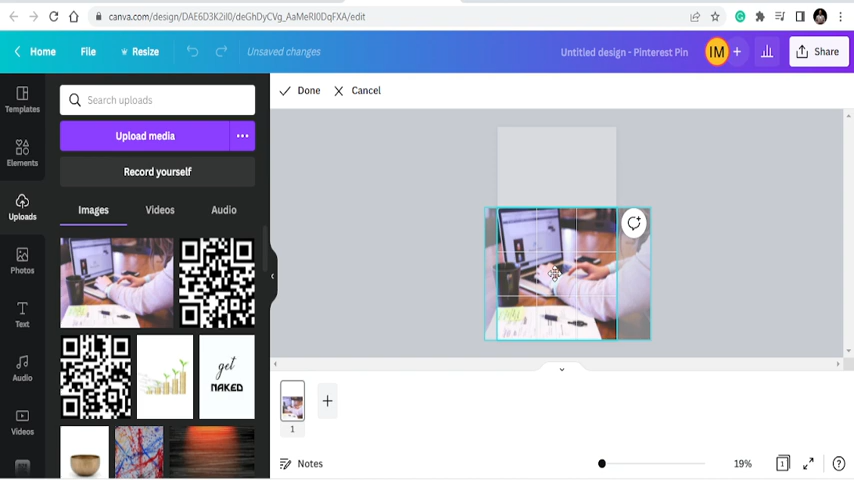 canva.com/design/DAE6D3K2iI0/deGhDyCVg_AaMeRI0DqFXA/edit
Home
File
Resize
Unsaved changes
Untitled design - Pinterest Pin
IM
Share
Templates
Elements
Uploads
Photos
Text
Audio
Videos
Search uploads
Upload media
Record yourself
Images
Videos
Audio
get
NAKED
Done
Cancel
1
Notes
19%
1